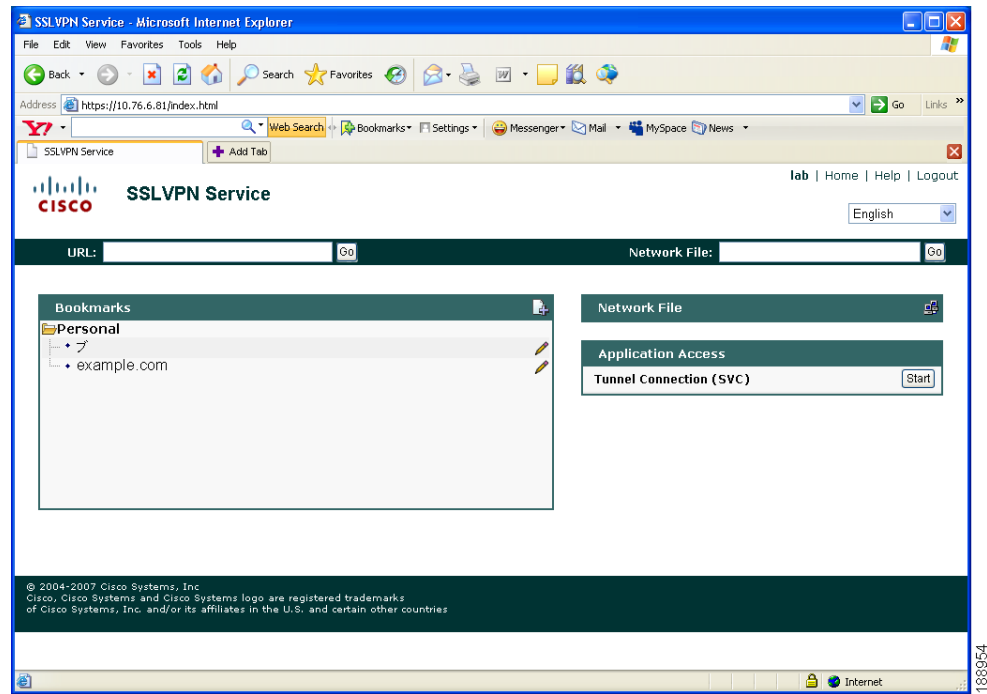 SSLVPN Service - Microsoft Internet Explorer
File Edit View Favorites Tools Help
Back Search Favorites W
Address https://10.76.6.81/index.html Go Links »
Y! Web Search Bookmarks Settings Messenger Mail MySpace News
SSLVPN Service Add Tab
lab | Home | Help | Logout
CISCO SSLVPN Service
English
URL: Go Network File: Go
Bookmarks
Personal
ブ
example.com
Network File
Application Access
Tunnel Connection (SVC) Start
© 2004-2007 Cisco Systems, Inc
Cisco, Cisco Systems and Cisco Systems logo are registered trademarks
of Cisco Systems, Inc. and/or its affiliates in the U.S. and certain other countries
Internet
188954